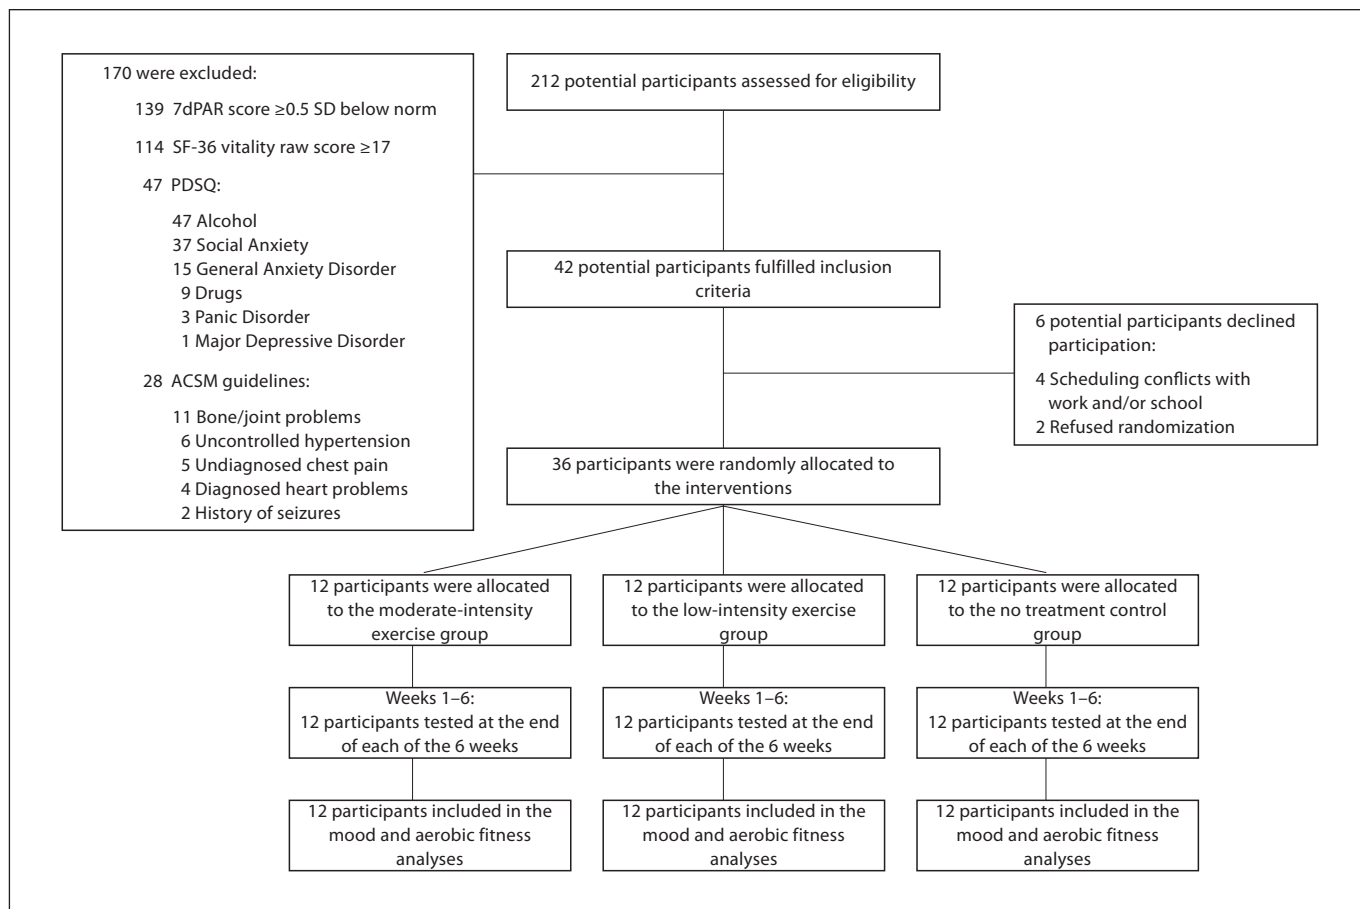 212 potential participants assessed for eligibility
170 were excluded:
139 7dPAR score ≥0.5 SD below norm
114 SF-36 vitality raw score ≥17
47 PDSQ:
47 Alcohol
37 Social Anxiety
15 General Anxiety Disorder
9 Drugs
3 Panic Disorder
1 Major Depressive Disorder
28 ACSM guidelines:
11 Bone/joint problems
6 Uncontrolled hypertension
5 Undiagnosed chest pain
4 Diagnosed heart problems
2 History of seizures
42 potential participants fulfilled inclusion
criteria
6 potential participants declined
participation:
4 Scheduling conflicts with
work and/or school
2 Refused randomization
36 participants were randomly allocated to
the interventions
12 participants were allocated
to the moderate-intensity
exercise group
12 participants were allocated
to the low-intensity exercise
group
12 participants were allocated
to the no treatment control
group
Weeks 1–6:
12 participants tested at the end
of each of the 6 weeks
Weeks 1–6:
12 participants tested at the end
of each of the 6 weeks
Weeks 1–6:
12 participants tested at the end
of each of the 6 weeks
12 participants included in the
mood and aerobic fitness
analyses
12 participants included in the
mood and aerobic fitness
analyses
12 participants included in the
mood and aerobic fitness
analyses